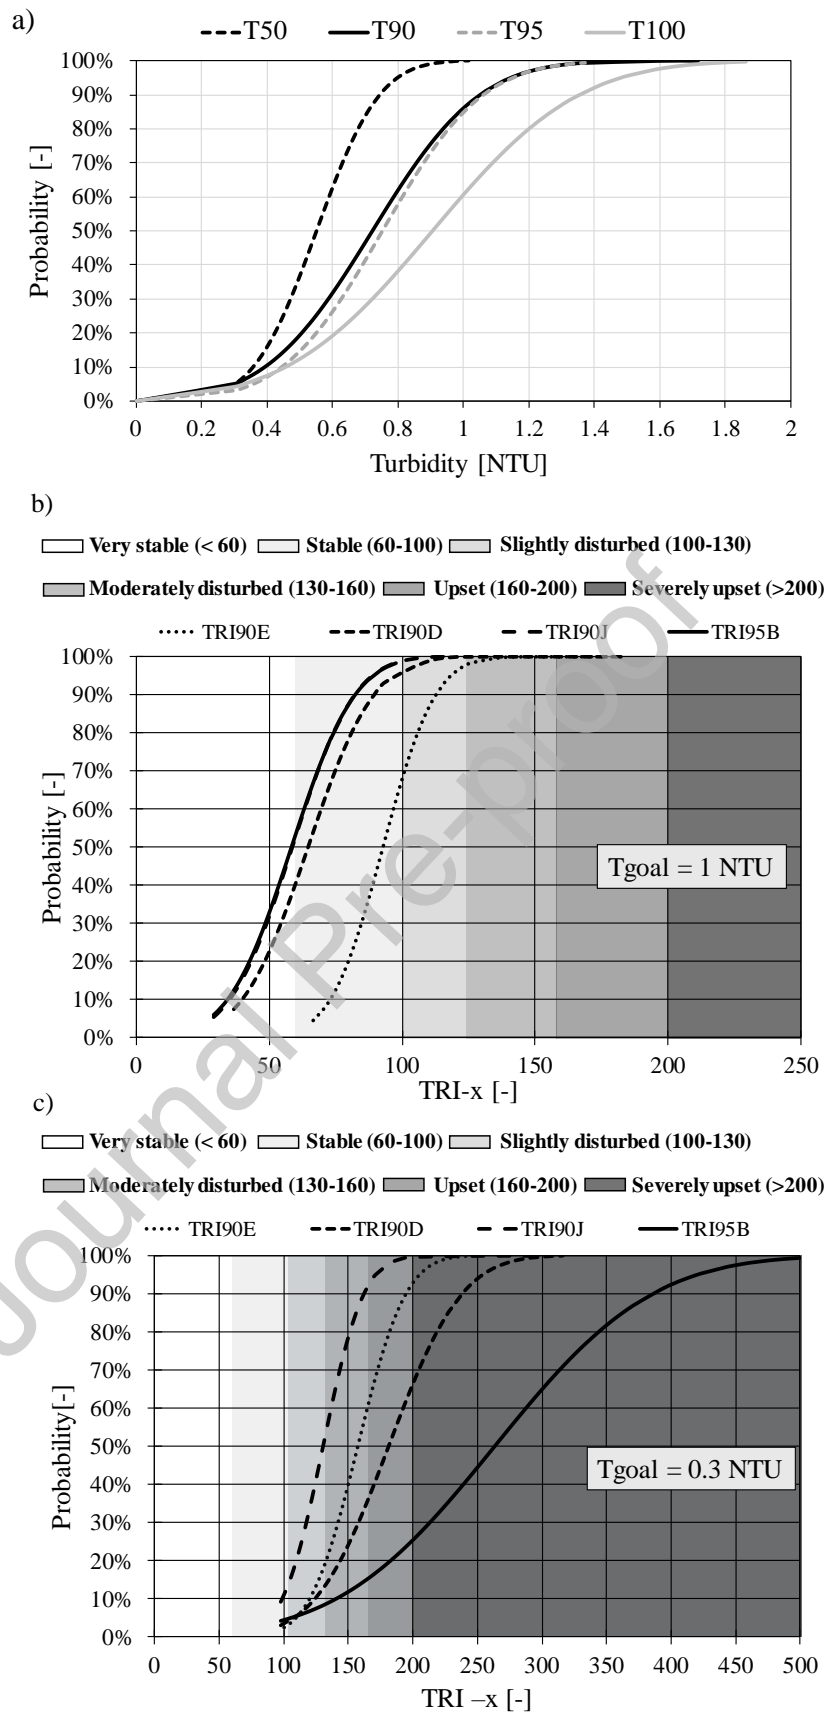 a)
T50 T90 T95 T100
100%
90%
80%
70%
60%
50%
40%
30%
20%
10%
0%
Probability [-]
0 0.2 0.4 0.6 0.8 1 1.2 1.4 1.6 1.8 2
Turbidity [NTU]
b)
Very stable (< 60) Stable (60-100) Slightly disturbed (100-130)
Moderately disturbed (130-160) Upset (160-200) Severely upset (>200)
TRI90E TRI90D TRI90J TRI95B
100%
90%
80%
70%
60%
50%
40%
30%
20%
10%
0%
Probability [-]
Tgoal = 1 NTU
0 50 100 150 200 250
TRI-x [-]
c)
Very stable (< 60) Stable (60-100) Slightly disturbed (100-130)
Moderately disturbed (130-160) Upset (160-200) Severely upset (>200)
TRI90E TRI90D TRI90J TRI95B
100%
90%
80%
70%
60%
50%
40%
30%
20%
10%
0%
Probability[-]
Tgoal = 0.3 NTU
0 50 100 150 200 250 300 350 400 450 500
TRI –x [-]
Journal Pre-proof